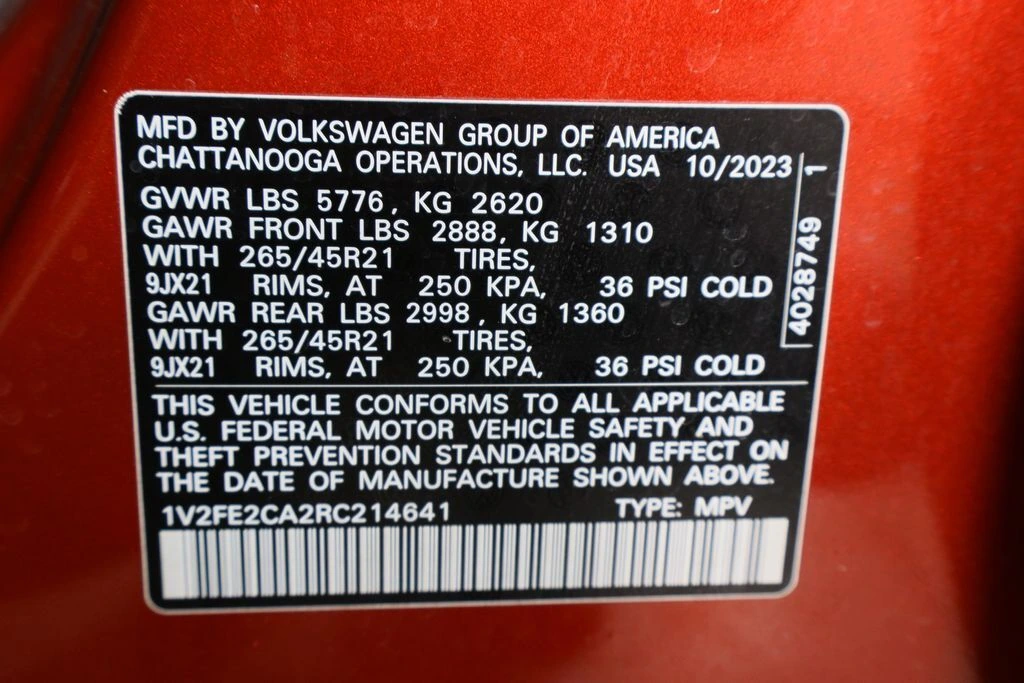 MFD BY VOLKSWAGEN GROUP OF AMERICA
CHATTANOOGA OPERATIONS, LLC. USA 10/2023
GVWR LBS 5776, KG 2620
GAWR FRONT LBS 2888, KG 1310
WITH 265/45R21 TIRES,
9JX21 RIMS, AT 250 KPA, 36 PSI COLD
GAWR REAR LBS 2998, KG 1360
WITH 265/45R21 TIRES,
9JX21 RIMS, AT 250 KPA, 36 PSI COLD
4028749 1
THIS VEHICLE CONFORMS TO ALL APPLICABLE
U.S. FEDERAL MOTOR VEHICLE SAFETY AND
THEFT PREVENTION STANDARDS IN EFFECT ON
THE DATE OF MANUFACTURE SHOWN ABOVE.
1V2FE2CA2RC214641 TYPE: MPV